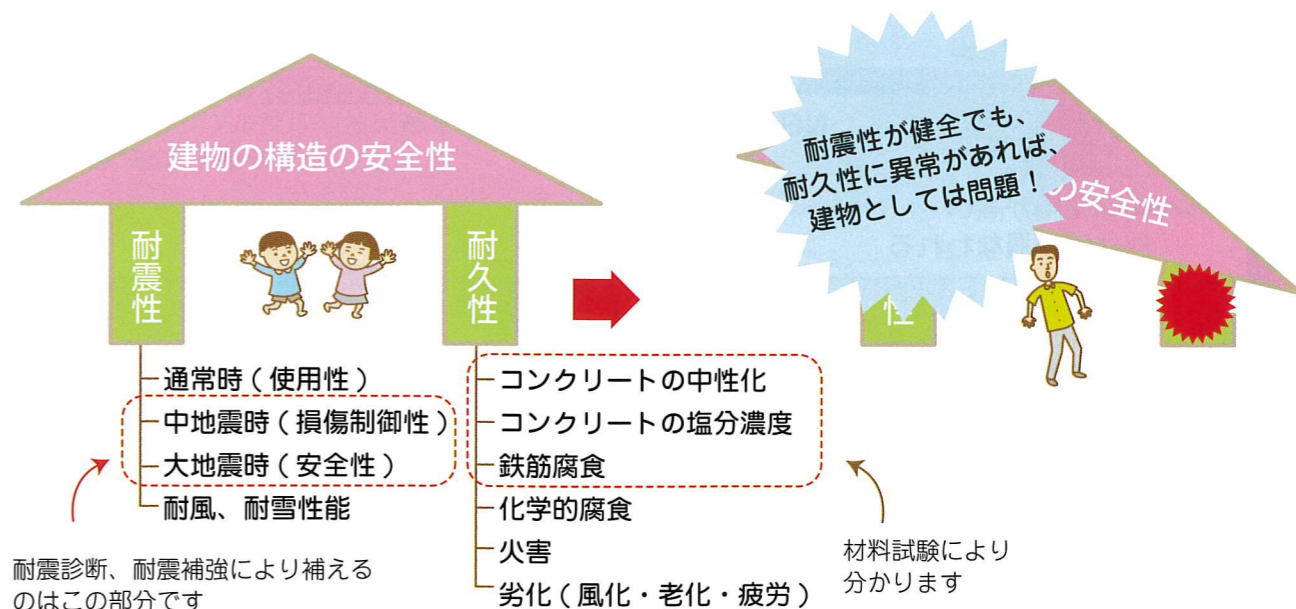 建物の構造の安全性
耐震性
耐久性
通常時(使用性)
中地震時(損傷制御性)
大地震時(安全性)
耐風、耐雪性能
耐震診断、耐震補強により補える
のはこの部分です
コンクリートの中性化
コンクリートの塩分濃度
鉄筋腐食
化学的腐食
火害
劣化(風化・老化・疲労)
材料試験により
分かります
耐震性が健全でも、
耐久性に異常があれば、
建物としては問題!
の安全性
性